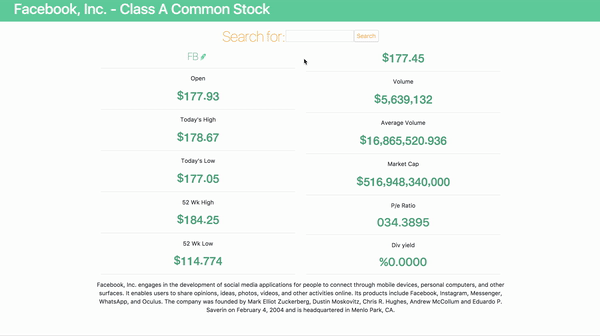 Facebook, Inc. - Class A Common Stock
Search for:
Search
FB
$177.45
Open
$177.93
Volume
$5,639,132
Today's High
$178.67
Average Volume
$16,865,520.936
Today's Low
$177.05
Market Cap
$516,948,340,000
52 Wk High
$184.25
P/e Ratio
034.3895
52 Wk Low
$114.774
Div yield
%0.0000
Facebook, Inc. engages in the development of social media applications for people to connect through mobile devices, personal computers, and other
surfaces. It enables users to share opinions, ideas, photos, videos, and other activities online. Its products include Facebook, Instagram, Messenger,
WhatsApp, and Oculus. The company was founded by Mark Elliot Zuckerberg, Dustin Moskovitz, Chris R. Hughes, Andrew McCollum and Eduardo P.
Saverin on February 4, 2004 and is headquartered in Menlo Park, CA.